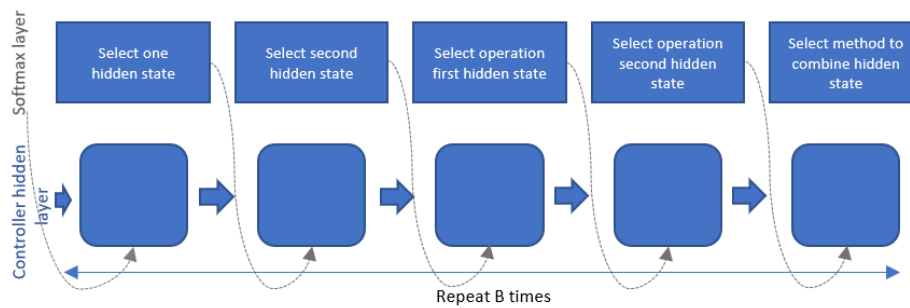 Softmax layer
Select one
hidden state
Select second
hidden state
Select operation
first hidden state
Select operation
second hidden
state
Select method to
combine hidden
state
Controller hidden
layer
Repeat B times